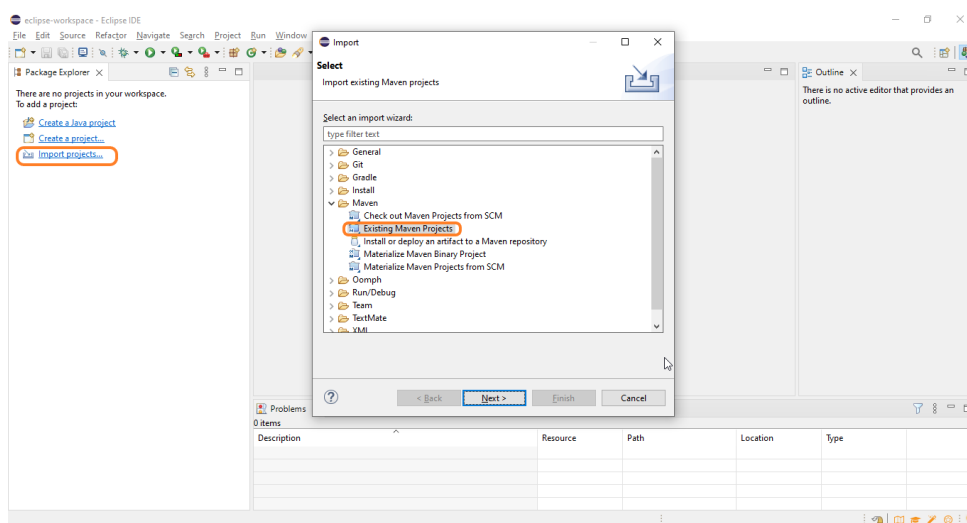 eclipse-workspace - Eclipse IDE
File Edit Source Refactor Navigate Search Project Run Window
Package Explorer
There are no projects in your workspace.
To add a project:
Create a Java project
Create a project...
Import projects...
Import
Select
Import existing Maven projects
Select an import wizard:
type filter text
General
Git
Gradle
Install
Maven
Check out Maven Projects from SCM
Existing Maven Projects
Install or deploy an artifact to a Maven repository
Materialize Maven Binary Project
Materialize Maven Projects from SCM
Oomph
Run/Debug
Team
TextMate
XML
< Back Next > Finish Cancel
Outline
There is no active editor that provides an
outline.
Problems
0 items
Description Resource Path Location Type